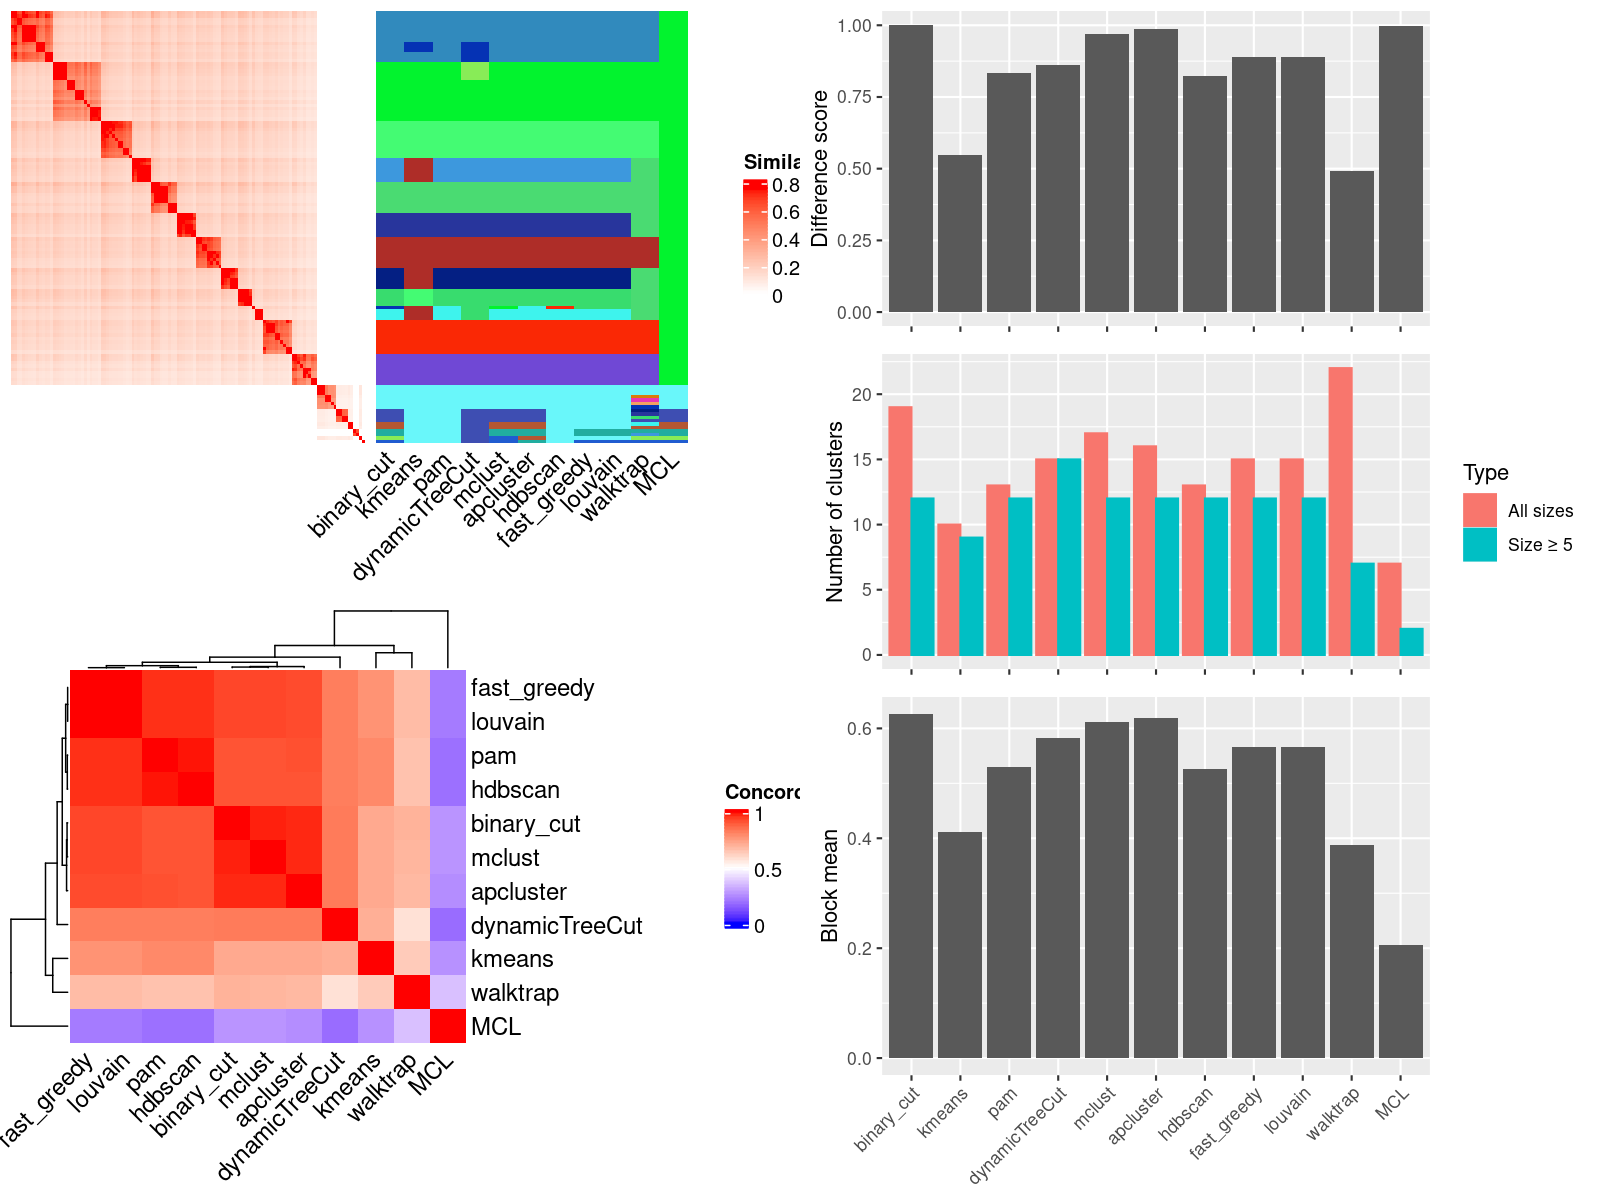 Simila
0.8
0.6
0.4
0.2
0
binary_cut
kmeans
pam
dynamicTreeCut
mclust
apcluster
hdbscan
fast_greedy
louvain
walktrap
MCL
fast_greedy
louvain
pam
hdbscan
binary_cut
mclust
apcluster
dynamicTreeCut
kmeans
walktrap
MCL
fast_greedy
louvain
pam
hdbscan
binary_cut
mclust
apcluster
dynamicTreeCut
kmeans
walktrap
MCL
Concord
1
0.5
0
Difference score
1.00
0.75
0.50
0.25
0.00
Number of clusters
20
15
10
5
0
Type
All sizes
Size ≥ 5
Block mean
0.6
0.4
0.2
0.0
binary_cut
kmeans
pam
dynamicTreeCut
mclust
apcluster
hdbscan
fast_greedy
louvain
walktrap
MCL